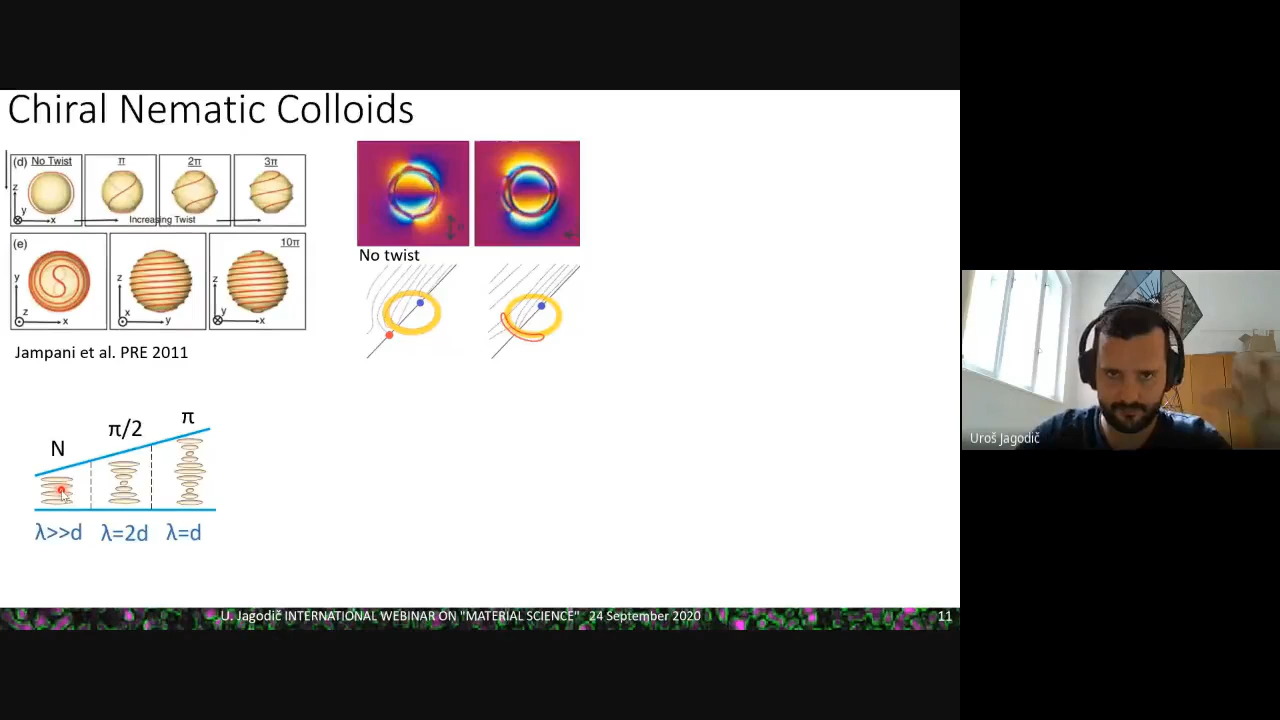 Chiral Nematic Colloids
(d) No Twist π 2π 3π
z
y x
Increasing Twist
(e) 10π
y z z
z x x y y x
Jampani et al. PRE 2011
No twist
N π/2 π
λ>>d λ=2d λ=d
U. Jagodič INTERNATIONAL WEBINAR ON "MATERIAL SCIENCE" 24 September 2020
11
Uroš Jagodič